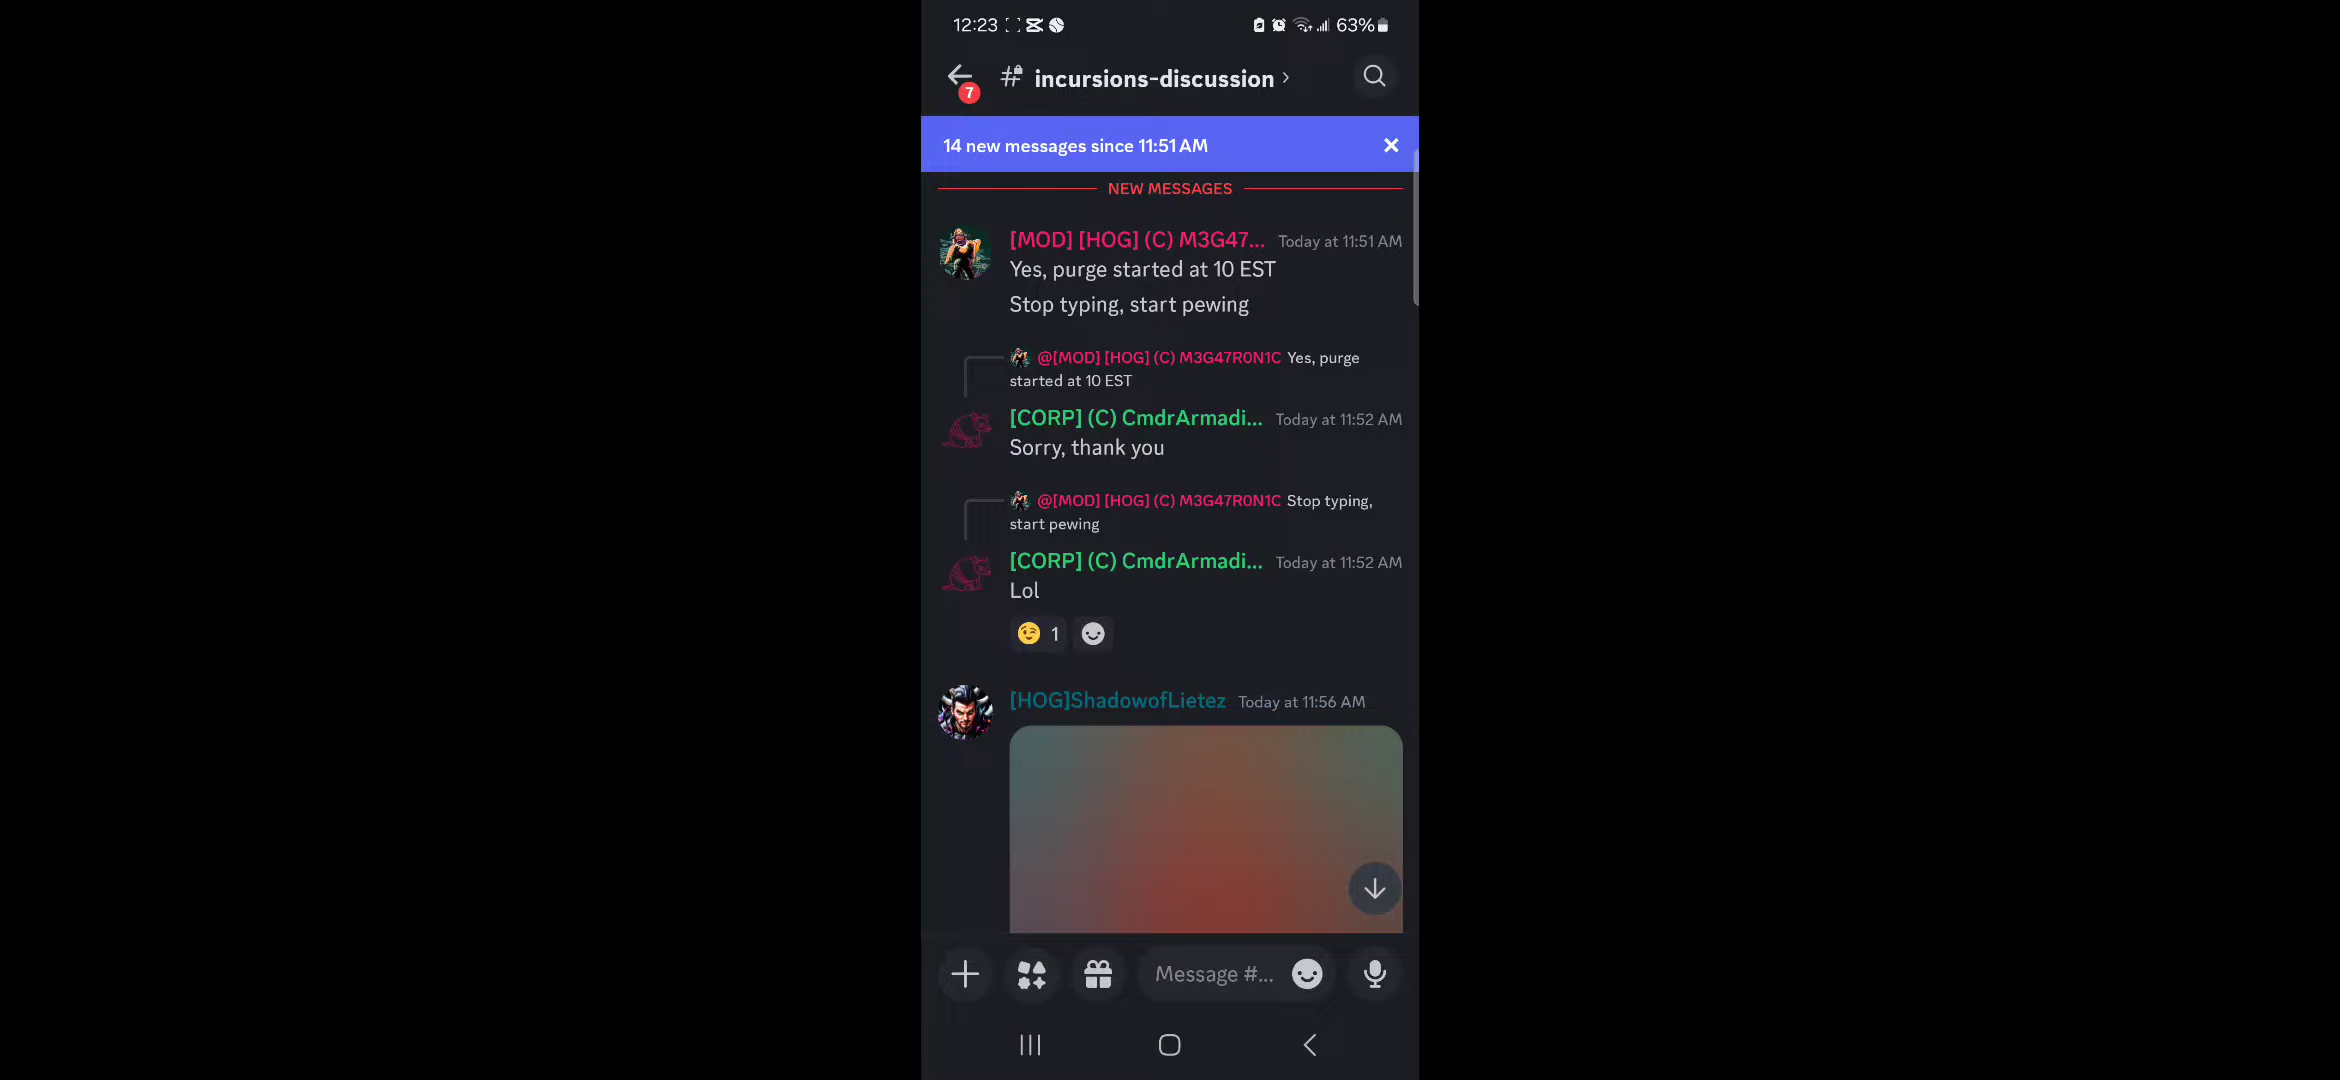 12:23 63%
7 incursions-discussion
14 new messages since 11:51 AM
NEW MESSAGES
[MOD] [HOG] (C) M3G47... Today at 11:51 AM
Yes, purge started at 10 EST
Stop typing, start pewing
@[MOD] [HOG] (C) M3G47R0N1C Yes, purge
started at 10 EST
[CORP] (C) CmdrArmadi... Today at 11:52 AM
Sorry, thank you
@[MOD] [HOG] (C) M3G47R0N1C Stop typing,
start pewing
[CORP] (C) CmdrArmadi... Today at 11:52 AM
Lol
😉 1
[HOG]ShadowofLietez Today at 11:56 AM
Message #...